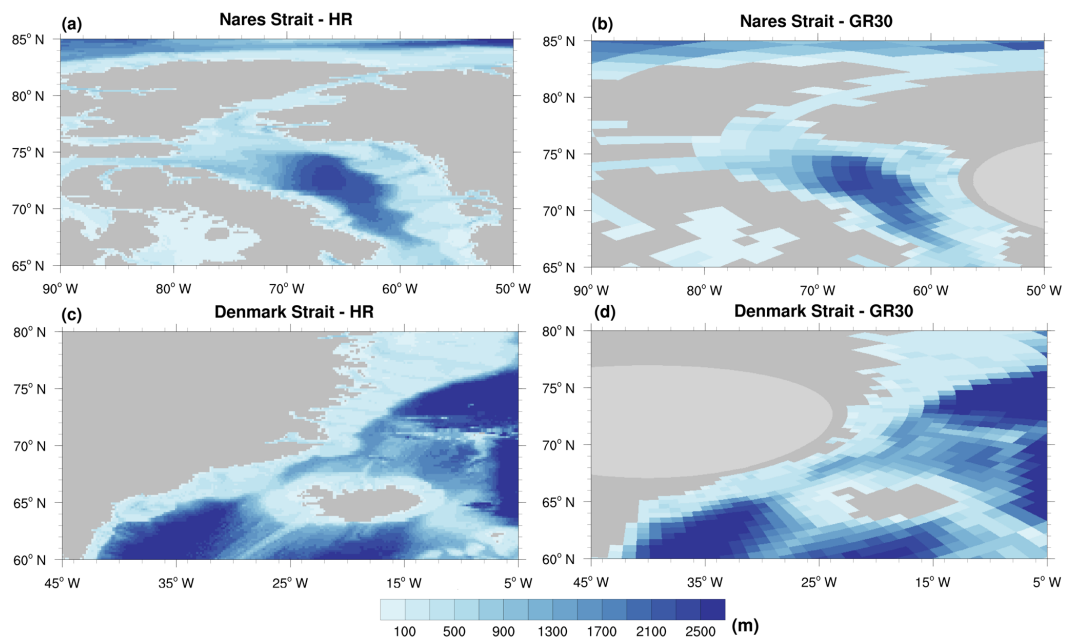 (a) Nares Strait - HR
(b) Nares Strait - GR30
85° N
80° N
75° N
70° N
65° N
90° W 80° W 70° W 60° W 50° W
85° N
80° N
75° N
70° N
65° N
90° W 80° W 70° W 60° W 50° W
(c) Denmark Strait - HR
(d) Denmark Strait - GR30
80° N
75° N
70° N
65° N
60° N
45° W 35° W 25° W 15° W 5° W
80° N
75° N
70° N
65° N
60° N
45° W 35° W 25° W 15° W 5° W
100 500 900 1300 1700 2100 2500 (m)